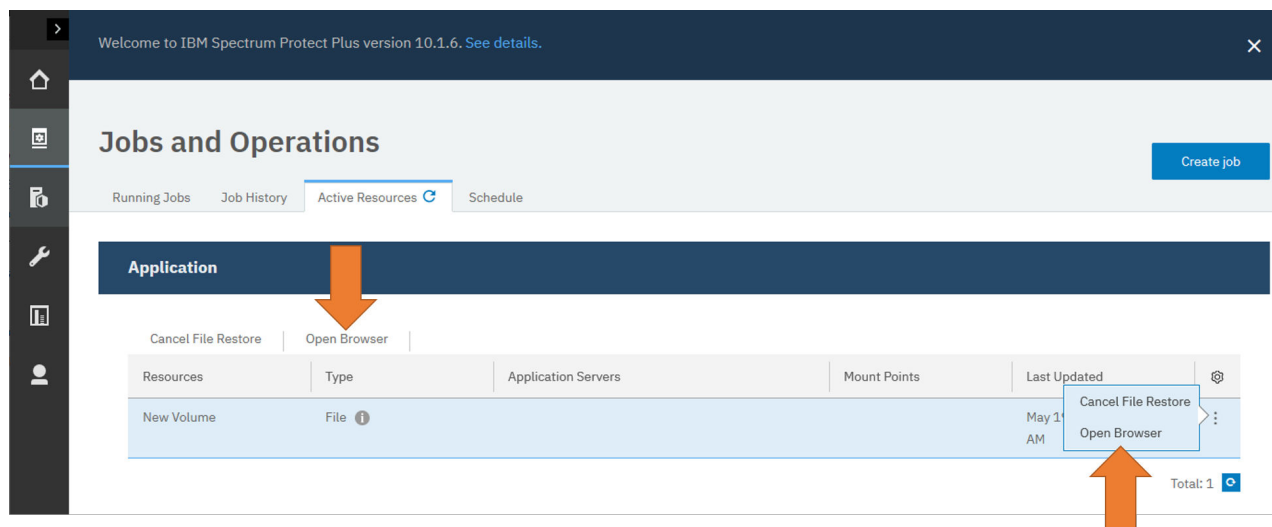 Welcome to IBM Spectrum Protect Plus version 10.1.6. See details.
Jobs and Operations
Create job
Running Jobs Job History Active Resources Schedule
Application
Cancel File Restore Open Browser
Resources Type Application Servers Mount Points Last Updated
New Volume File May 1
AM
Cancel File Restore
Open Browser
Total: 1